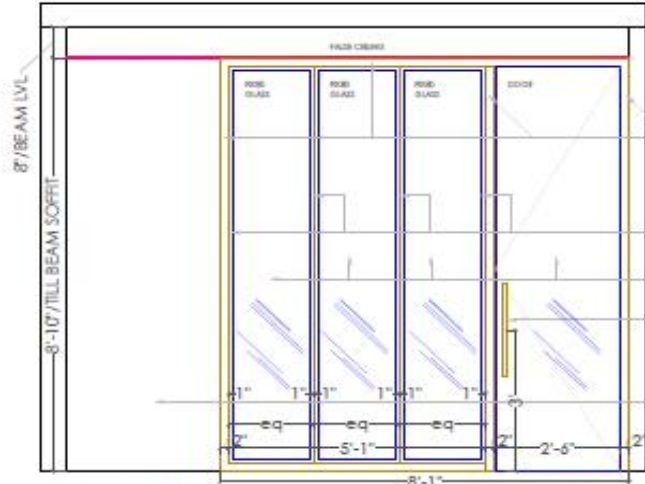 FALSE CEILING
FIXED
GLASS
FIXED
GLASS
FIXED
GLASS
DOOR
8"/BEAM LVL
8'-10"/TILL BEAM SOFFIT
1" 1" 1" 1" 1" 1"
eq eq eq
3'
2" 5'-1" 2" 2'-6" 2"
8'-1"